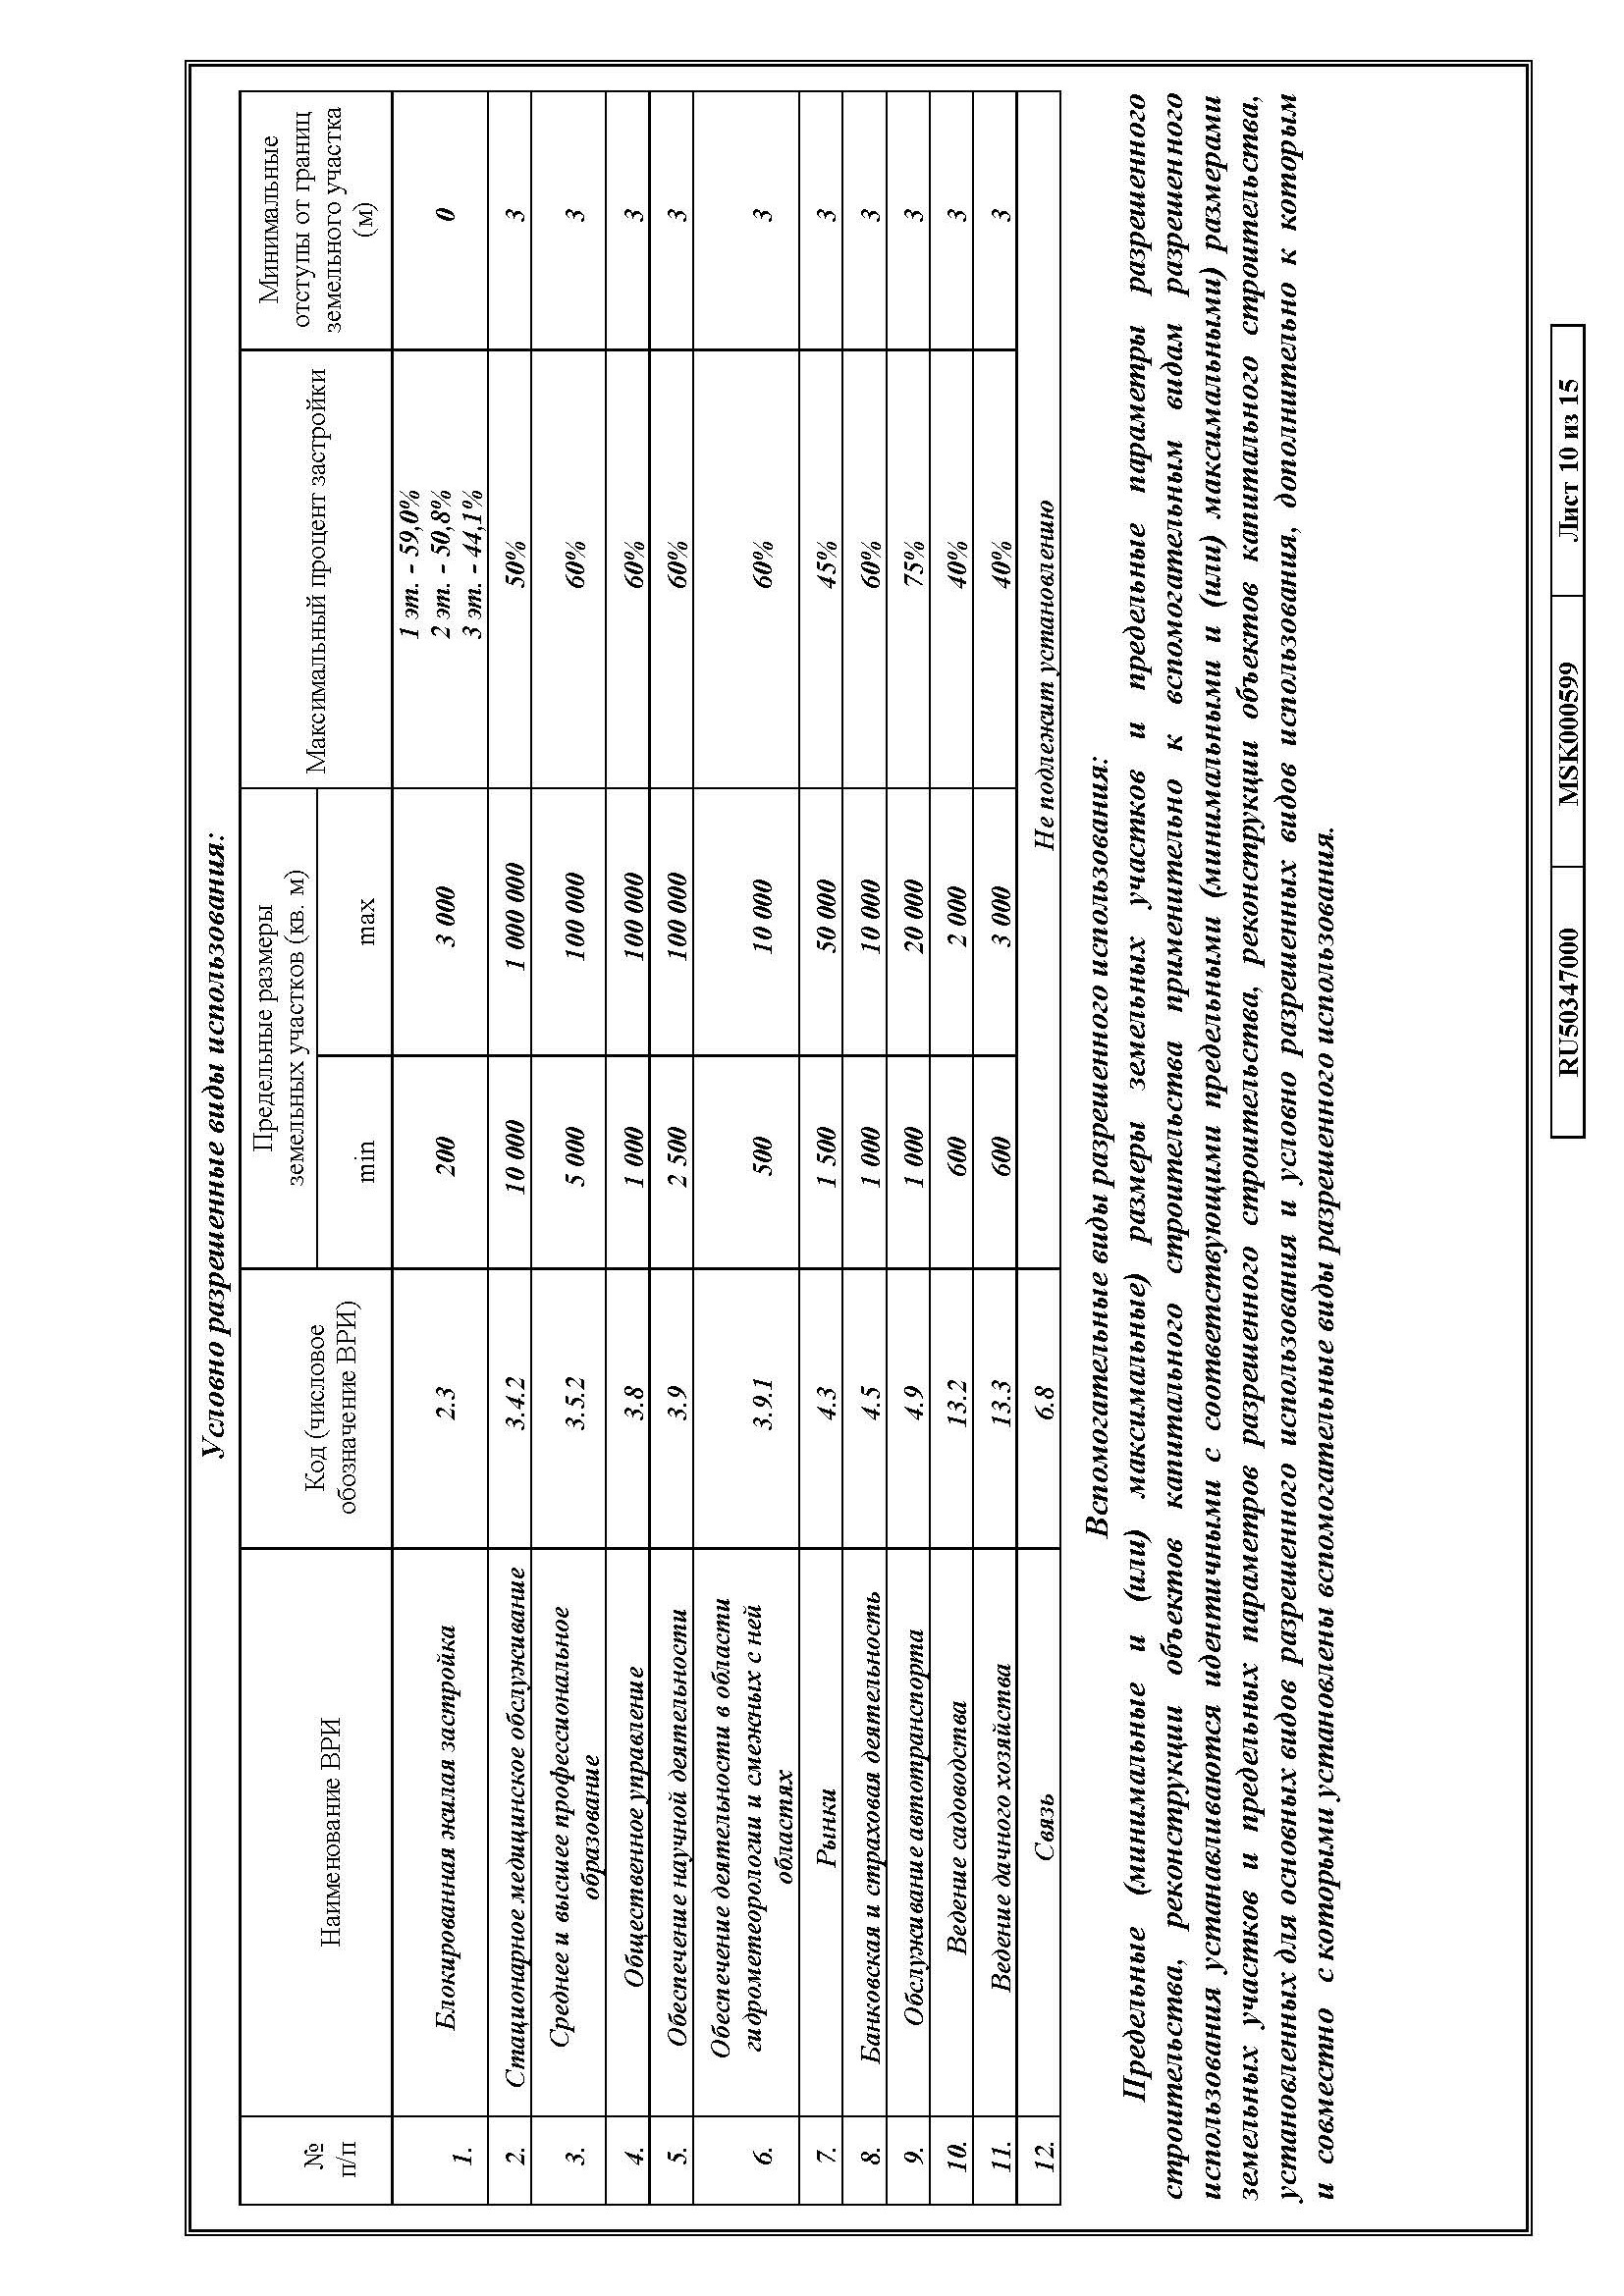 Условно разрешенные виды использования:
№ п/п
Наименование ВРИ
Код (числовое обозначение ВРИ)
Предельные размеры земельных участков (кв. м)
min
max
Максимальный процент застройки
Минимальные отступы от границ земельного участка (м)
1. Блокированная жилая застройка 2.3 200 3 000 1 эт. - 59,0% 2 эт. - 50,8% 3 эт. - 44,1% 0
2. Стационарное медицинское обслуживание 3.4.2 10 000 1 000 000 50% 3
3. Среднее и высшее профессиональное образование 3.5.2 5 000 100 000 60% 3
4. Общественное управление 3.8 1 000 100 000 60% 3
5. Обеспечение научной деятельности 3.9 2 500 100 000 60% 3
6. Обеспечение деятельности в области гидрометеорологии и смежных с ней областях 3.9.1 500 10 000 60% 3
7. Рынки 4.3 1 500 50 000 45% 3
8. Банковская и страховая деятельность 4.5 1 000 10 000 60% 3
9. Обслуживание автотранспорта 4.9 1 000 20 000 75% 3
10. Ведение садоводства 13.2 600 2 000 40% 3
11. Ведение дачного хозяйства 13.3 600 3 000 40% 3
12. Связь 6.8 Не подлежит установлению
Вспомогательные виды разрешенного использования:
Предельные (минимальные и (или) максимальные) размеры земельных участков и предельные параметры разрешенного
строительства, реконструкции объектов капитального строительства применительно к вспомогательным видам разрешенного
использования устанавливаются идентичными с соответствующими предельными (минимальными и (или) максимальными) размерами
земельных участков и предельных параметров разрешенного строительства, реконструкции объектов капитального строительства,
установленных для основных видов разрешенного использования и условно разрешенных видов использования, дополнительно к которым
и совместно с которыми установлены вспомогательные виды разрешенного использования.
RU50347000 MSK000599 Лист 10 из 15